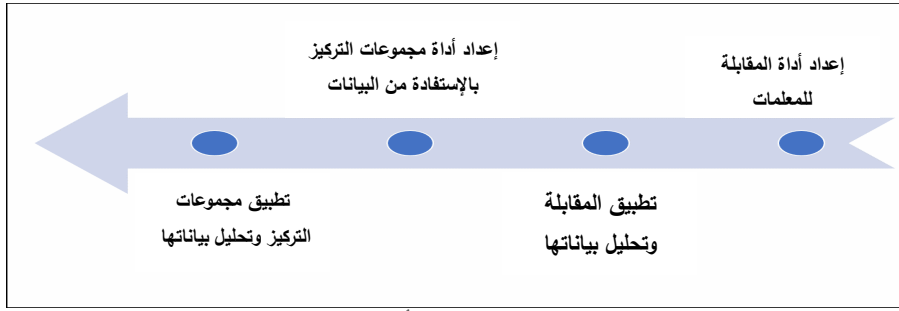 إعداد أداة المقابلة
للمعلمات
تطبيق المقابلة
وتحليل بياناتها
إعداد أداة مجموعات التركيز
بالإستفادة من البيانات
تطبيق مجموعات
التركيز وتحليل بياناتها